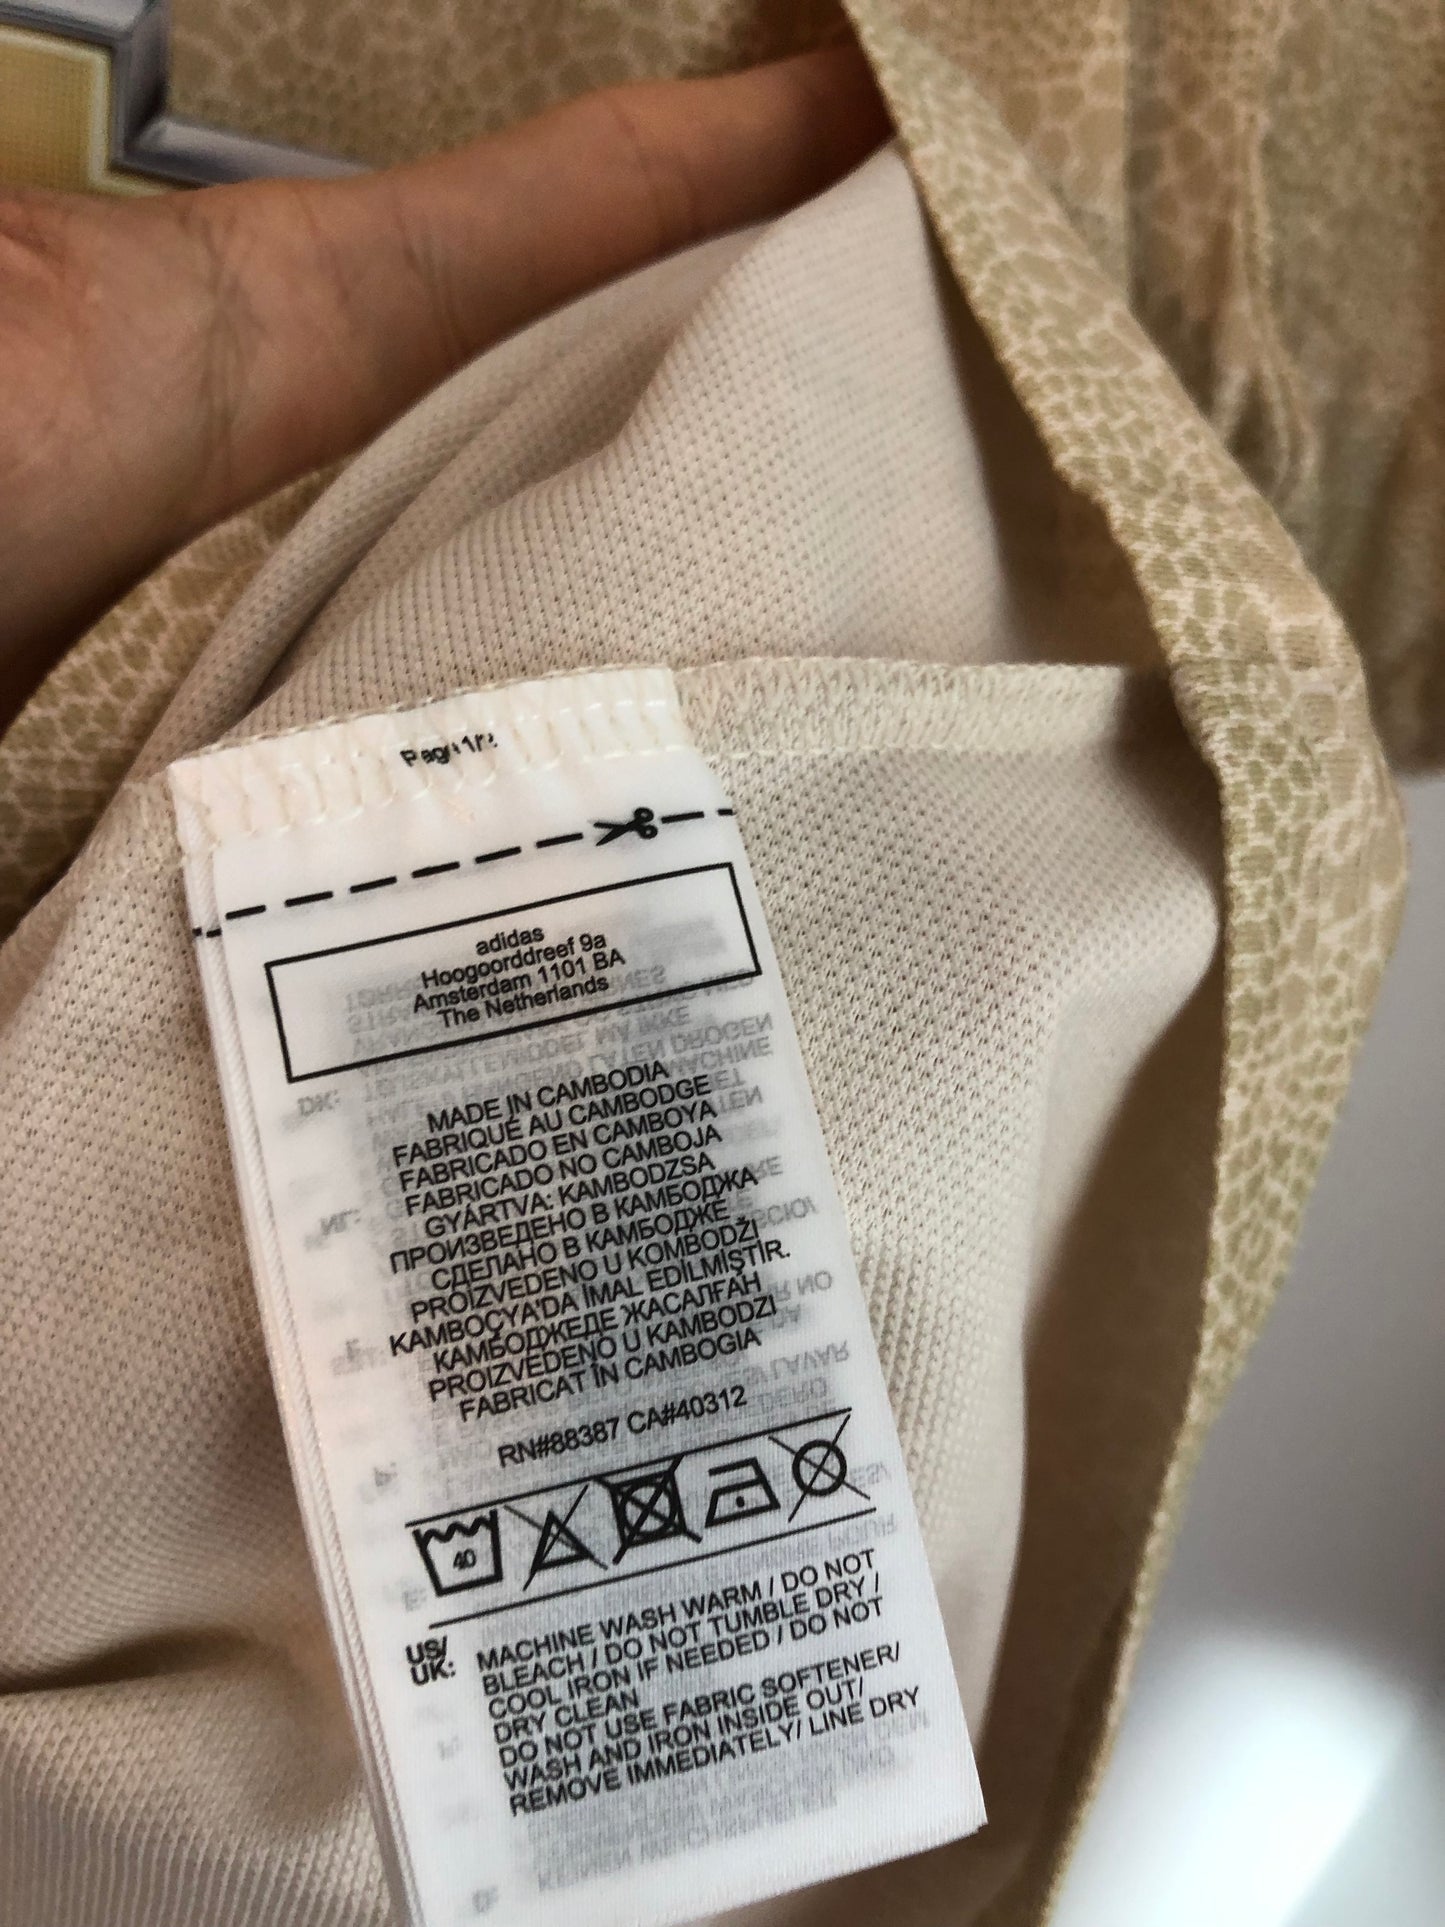 adidas
Hoogoorddreef 9a
Amsterdam 1101 BA
The Netherlands
MADE IN CAMBODIA
FABRIQUÉ AU CAMBODGE
FABRICADO EN CAMBOYA
FABRICADO NO CAMBOJA
GYÁRTVA: KAMBODZSA
ПРОИЗВЕДЕНО В КАМБОДЖА
СДЕЛАНО В КАМБОДЖЕ
PROIZVEDENO U KOMBODŽI
KAMBOÇYA'DA İMAL EDİLMİŞTİR.
КАМБОДЖЕДЕ ЖАСАЛҒАН
PROIZVEDENO U KAMBODZI
FABRICAT ÎN CAMBOGIA
RN#88387 CA#40312
40
US/ MACHINE WASH WARM / DO NOT
UK: BLEACH / DO NOT TUMBLE DRY /
COOL IRON IF NEEDED / DO NOT
DRY CLEAN
DO NOT USE FABRIC SOFTENER/
WASH AND IRON INSIDE OUT/
REMOVE IMMEDIATELY/ LINE DRY